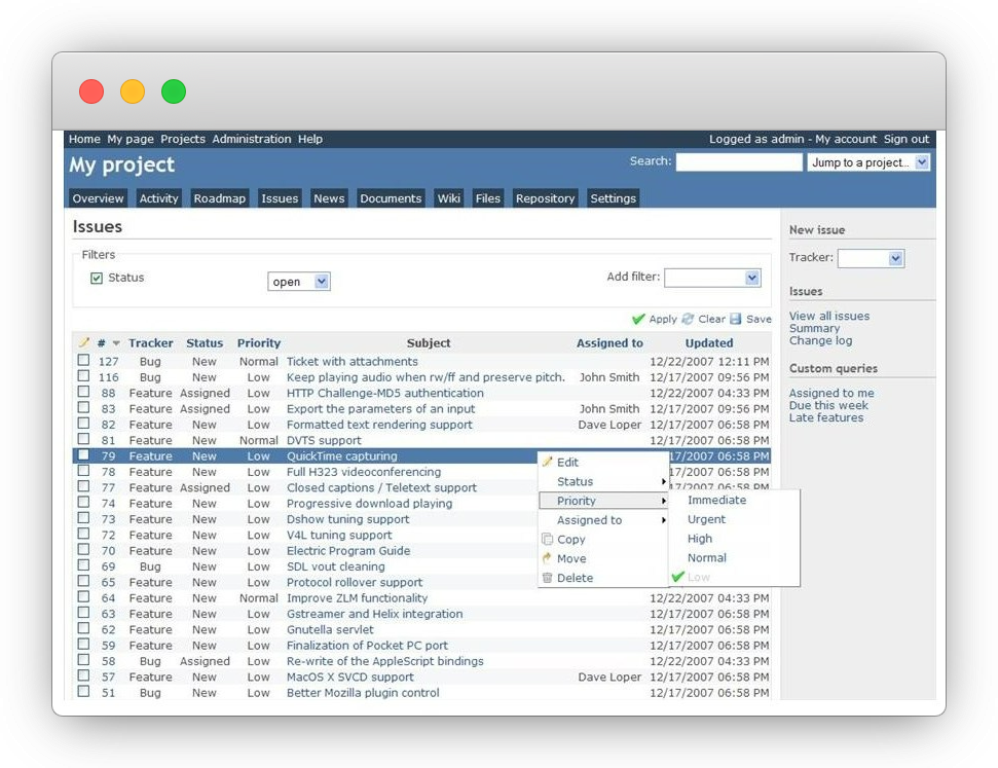 Home My page Projects Administration Help Logged as admin - My account Sign out
My project Search: Jump to a project...
Overview Activity Roadmap Issues News Documents Wiki Files Repository Settings
Issues
Filters
Status open Add filter:
Apply Clear Save
# Tracker Status Priority Subject Assigned to Updated
127 Bug New Normal Ticket with attachments 12/22/2007 12:11 PM
116 Bug New Low Keep playing audio when rw/ff and preserve pitch. John Smith 12/17/2007 09:56 PM
88 Feature Assigned Low HTTP Challenge-MD5 authentication 12/22/2007 04:33 PM
83 Feature Assigned Low Export the parameters of an input John Smith 12/17/2007 09:56 PM
82 Feature New Low Formatted text rendering support Dave Loper 12/17/2007 06:58 PM
81 Feature New Normal DVTS support 12/17/2007 06:58 PM
79 Feature New Low QuickTime capturing 12/17/2007 06:58 PM
78 Feature New Low Full H323 videoconferencing 12/17/2007 06:58 PM
77 Feature Assigned Low Closed captions / Teletext support 12/17/2007 06:58 PM
74 Feature New Low Progressive download playing
73 Feature New Low Dshow tuning support
72 Feature New Low V4L tuning support
70 Feature New Low Electric Program Guide
69 Bug New Low SDL vout cleaning
65 Feature New Low Protocol rollover support
64 Feature New Normal Improve ZLM functionality 12/22/2007 04:33 PM
63 Feature New Low Gstreamer and Helix integration 12/17/2007 06:58 PM
62 Feature New Low Gnutella servlet 12/17/2007 06:58 PM
59 Feature New Low Finalization of Pocket PC port 12/17/2007 06:58 PM
58 Bug Assigned Low Re-write of the AppleScript bindings 12/22/2007 04:33 PM
57 Feature New Low MacOS X SVCD support Dave Loper 12/17/2007 06:58 PM
51 Bug New Low Better Mozilla plugin control 12/17/2007 06:58 PM
Edit
Status
Priority
Assigned to
Copy
Move
Delete
Immediate
Urgent
High
Normal
Low
New issue
Tracker:
Issues
View all issues
Summary
Change log
Custom queries
Assigned to me
Due this week
Late features